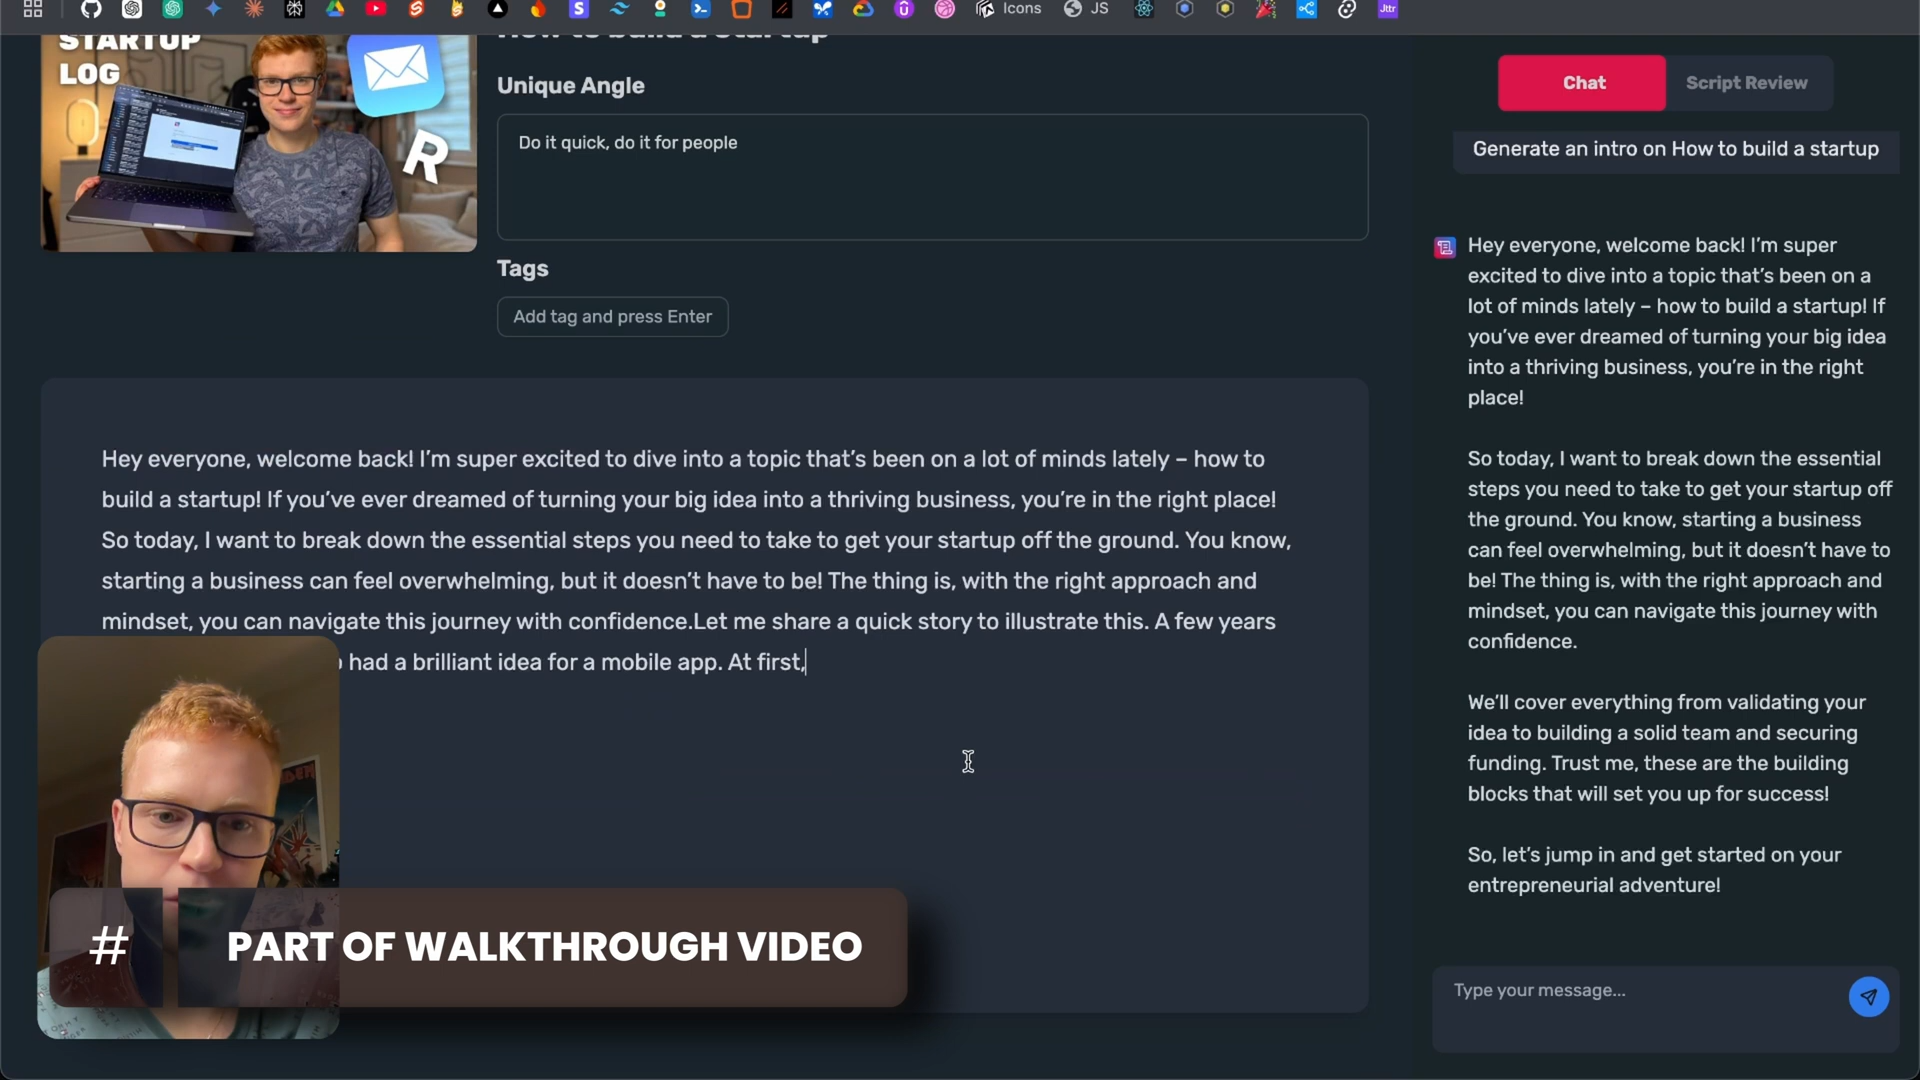 Icons
JS
Jttr
STARTUP
LOG
R
How to build a startup
Unique Angle
Do it quick, do it for people
Tags
Add tag and press Enter
Hey everyone, welcome back! I’m super excited to dive into a topic that’s been on a lot of minds lately – how to
build a startup! If you’ve ever dreamed of turning your big idea into a thriving business, you’re in the right place!
So today, I want to break down the essential steps you need to take to get your startup off the ground. You know,
starting a business can feel overwhelming, but it doesn’t have to be! The thing is, with the right approach and
mindset, you can navigate this journey with confidence.Let me share a quick story to illustrate this. A few years
had a brilliant idea for a mobile app. At first,
# PART OF WALKTHROUGH VIDEO
Chat
Script Review
Generate an intro on How to build a startup
Hey everyone, welcome back! I’m super
excited to dive into a topic that’s been on a
lot of minds lately – how to build a startup! If
you’ve ever dreamed of turning your big idea
into a thriving business, you’re in the right
place!
So today, I want to break down the essential
steps you need to take to get your startup off
the ground. You know, starting a business
can feel overwhelming, but it doesn’t have to
be! The thing is, with the right approach and
mindset, you can navigate this journey with
confidence.
We’ll cover everything from validating your
idea to building a solid team and securing
funding. Trust me, these are the building
blocks that will set you up for success!
So, let’s jump in and get started on your
entrepreneurial adventure!
Type your message...